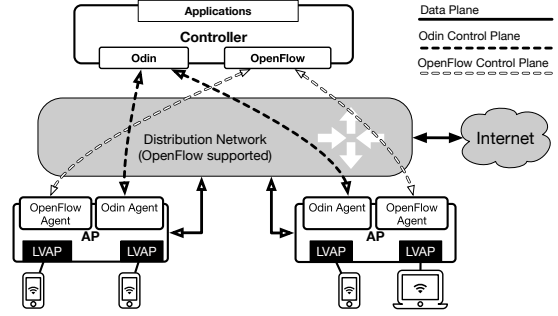 Applications
Controller
Odin
OpenFlow
Data Plane
Odin Control Plane
OpenFlow Control Plane
Distribution Network
(OpenFlow supported)
Internet
OpenFlow
Agent
Odin Agent
AP
LVAP
LVAP
Odin Agent
OpenFlow
Agent
AP
LVAP
LVAP